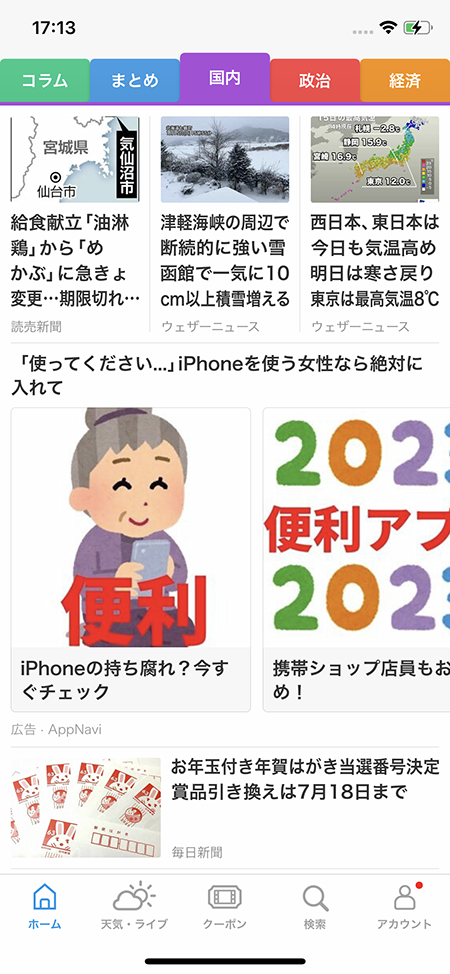 17:13
コラム
まとめ
国内
政治
経済
宮城県
気仙沼市
仙台市
給食献立「油淋
鶏」から「め
かぶ」に急きょ
変更…期限切れ…
読売新聞
津軽海峡の周辺で
断続的に強い雪
函館で一気に10
cm以上積雪増える
ウェザーニュース
15日の最高気温
札幌 −2.8℃
静岡 15.9℃
宮崎 16.9℃
東京 12.0℃
西日本、東日本は
今日も気温高め
明日は寒さ戻り
東京は最高気温8℃
ウェザーニュース
「使ってください...」iPhoneを使う女性なら絶対に
入れて
便利
iPhoneの持ち腐れ？今す
ぐチェック
2023
便利アプ
2023
携帯ショップ店員もお
め！
広告・AppNavi
63
お年玉付き年賀はがき当選番号決定
賞品引き換えは7月18日まで
毎日新聞
ホーム
天気・ライブ
クーポン
検索
アカウント